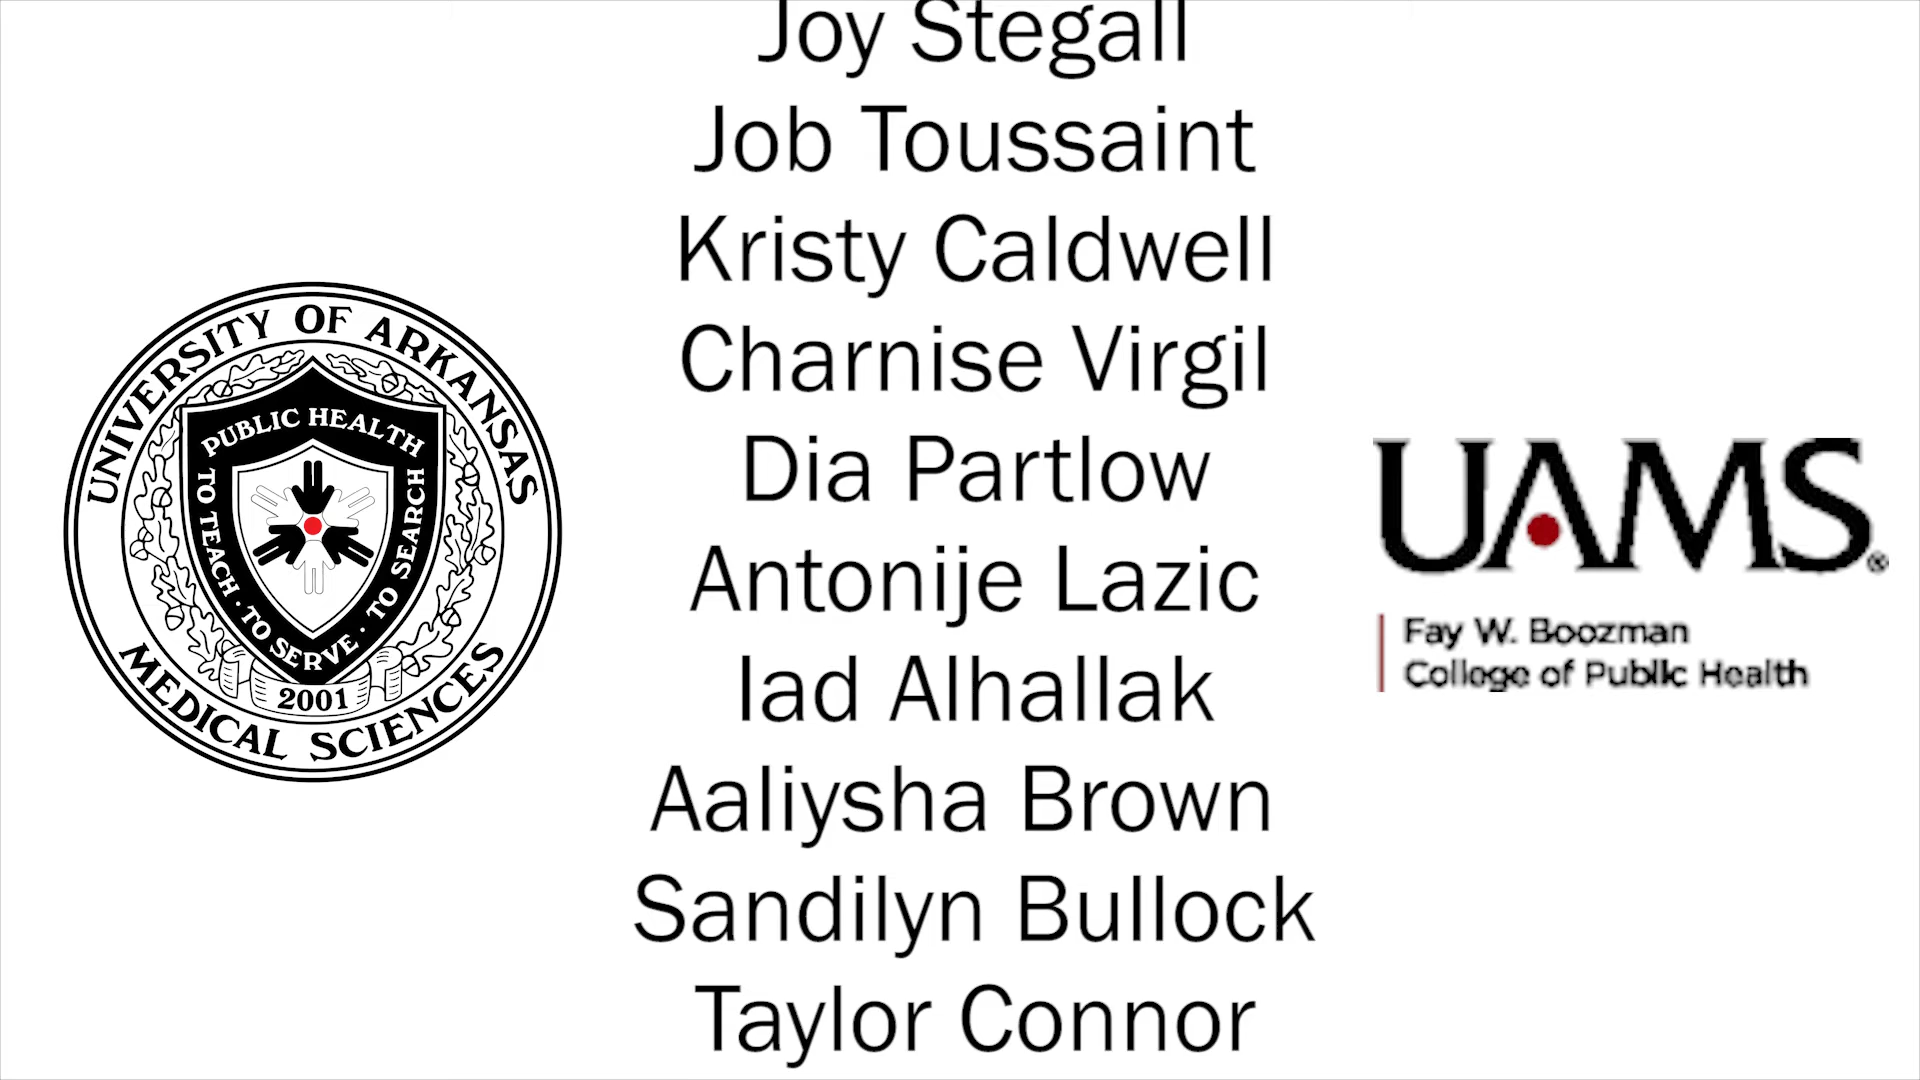 Joy Stegall
Job Toussaint
Kristy Caldwell
Charnise Virgil
Dia Partlow
Antonije Lazic
Iad Alhallak
Aaliysha Brown
Sandilyn Bullock
Taylor Connor
UNIVERSITY OF ARKANSAS
MEDICAL SCIENCES
PUBLIC HEALTH
TO TEACH · TO SERVE · TO SEARCH
2001
UAMS®
Fay W. Boozman
College of Public Health